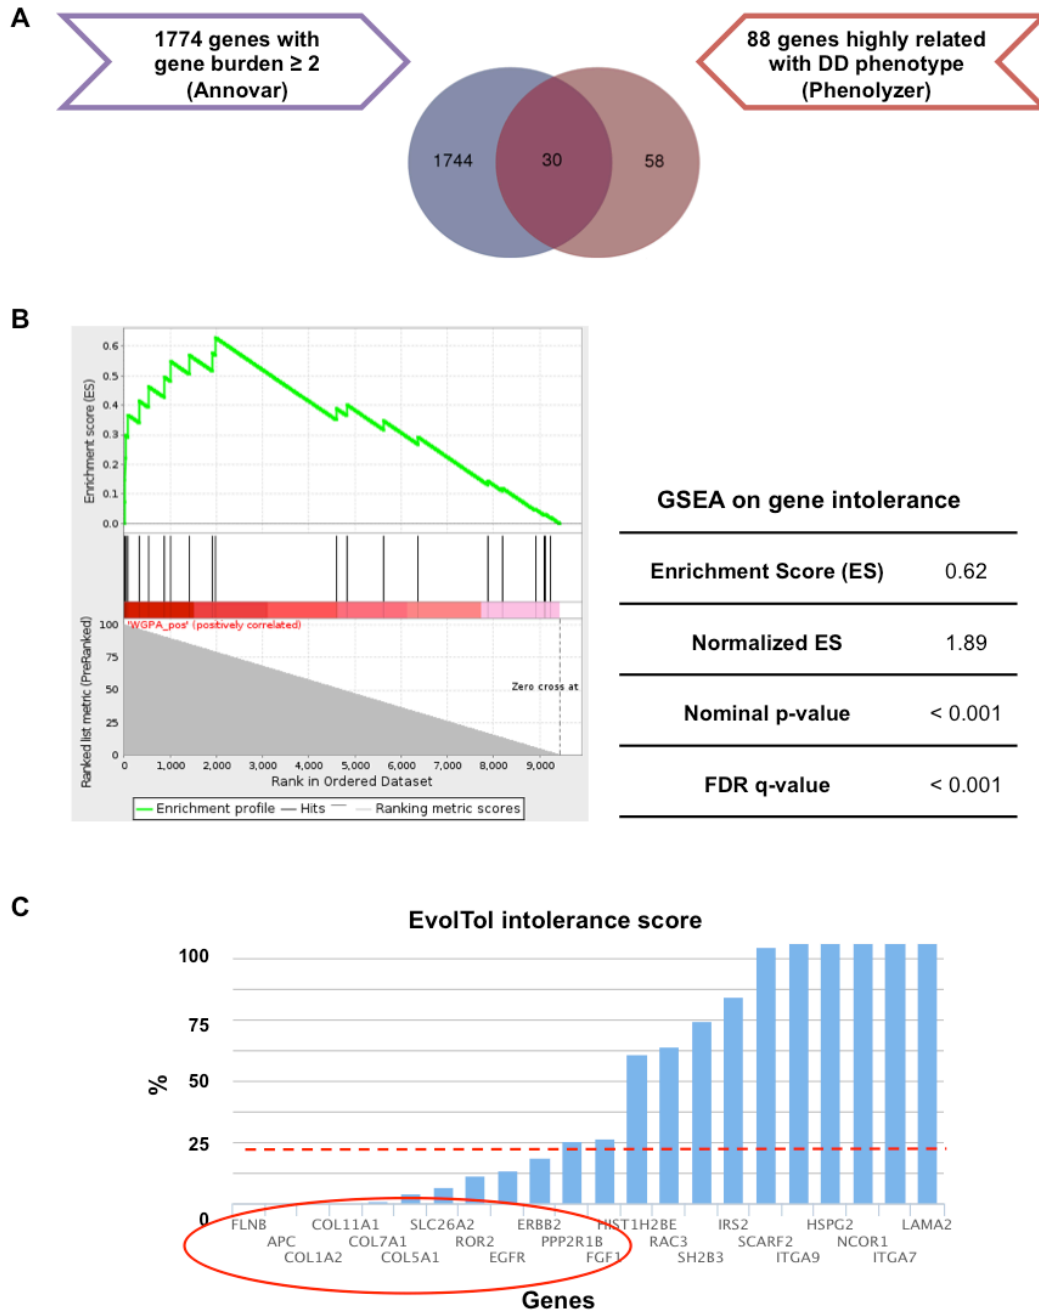 A
1774 genes with
gene burden ≥ 2
(Annovar)
88 genes highly related
with DD phenotype
(Phenolyzer)
1744
30
58
B
Enrichment score (ES)
0.6
0.5
0.4
0.3
0.2
0.1
0.0
'WGPA_pos' (positively correlated)
Ranked list metric (PreRanked)
100
75
50
25
0
Zero cross at
0 1,000 2,000 3,000 4,000 5,000 6,000 7,000 8,000 9,000
Rank in Ordered Dataset
Enrichment profile Hits Ranking metric scores
GSEA on gene intolerance
Enrichment Score (ES) 0.62
Normalized ES 1.89
Nominal p-value < 0.001
FDR q-value < 0.001
C
EvolTol intolerance score
%
100
75
50
25
0
FLNB COL11A1 SLC26A2 ERBB2 HIST1H2BE IRS2 HSPG2 LAMA2
APC COL7A1 ROR2 PPP2R1B RAC3 SCARF2 NCOR1
COL1A2 COL5A1 EGFR FGF1 SH2B3 ITGA9 ITGA7
Genes